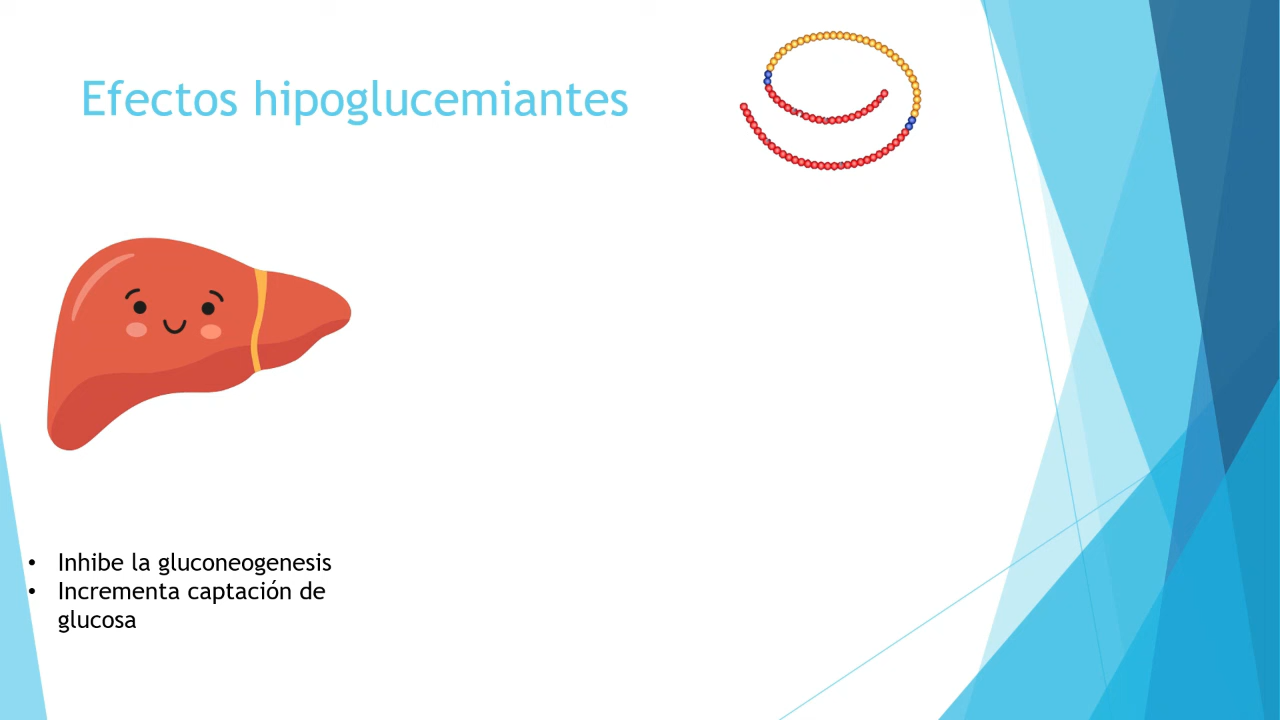 Efectos hipoglucemiantes
• Inhibe la gluconeogenesis
• Incrementa captación de
glucosa